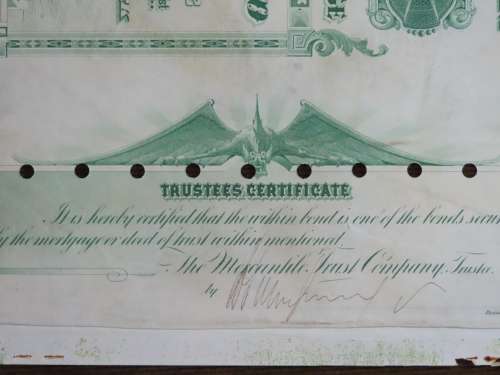 TRUSTEES CERTIFICATE
It is hereby certified that the within bond is one of the bonds secu
by the mortgage or deed of trust within mentioned.
The Mercantile Trust Company, Trustee.
by